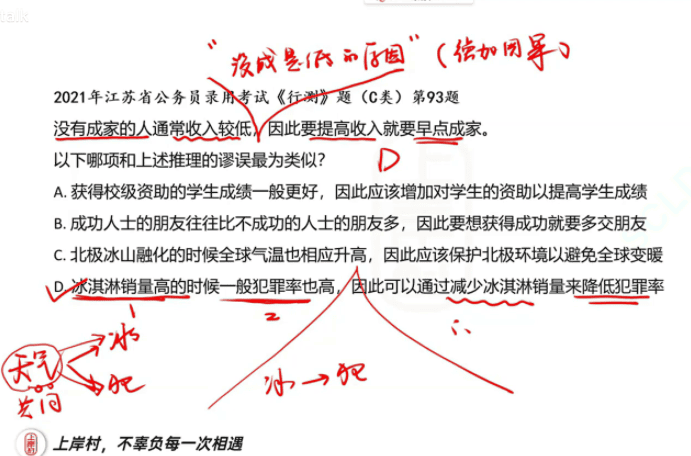 talk
“没成是低的原因”（强加因果）
2021年江苏省公务员录用考试《行测》题（C类）第93题
没有成家的人通常收入较低，因此要提高收入就要早点成家。
以下哪项和上述推理的谬误最为类似？
D
A. 获得校级资助的学生成绩一般更好，因此应该增加对学生的资助以提高学生成绩
B. 成功人士的朋友往往比不成功的人士的朋友多，因此要想获得成功就要多交朋友
C. 北极冰山融化的时候全球气温也相应升高，因此应该保护北极环境以避免全球变暖
D. 冰淇淋销量高的时候一般犯罪率也高，因此可以通过减少冰淇淋销量来降低犯罪率
1
2
天气
冰
犯
共同
冰→犯
上岸村，不辜负每一次相遇